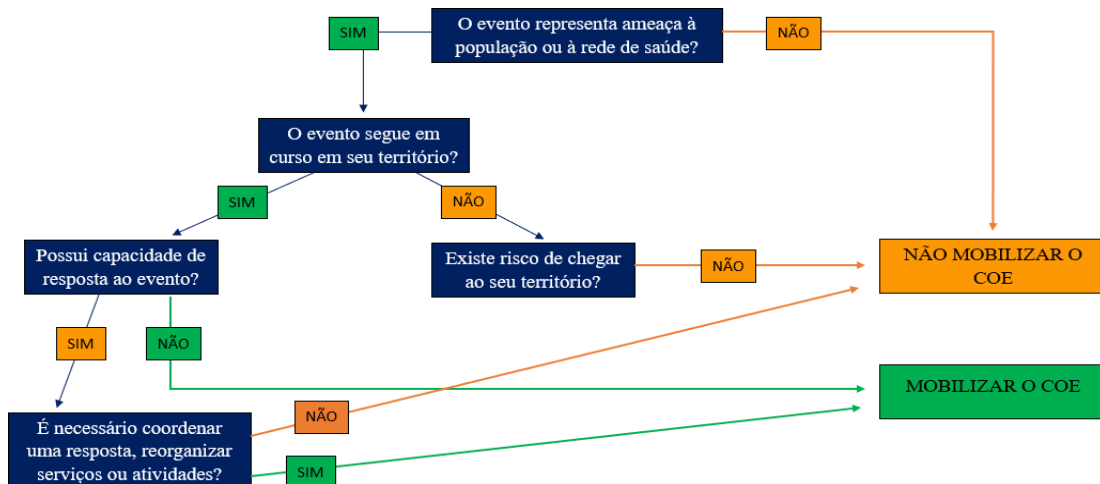 O evento representa ameaça à
população ou à rede de saúde?
SIM
NÃO
O evento segue em
curso em seu território?
SIM
NÃO
Possui capacidade de
resposta ao evento?
Existe risco de chegar
ao seu território?
NÃO
NÃO MOBILIZAR O
COE
SIM
NÃO
MOBILIZAR O COE
É necessário coordenar
uma resposta, reorganizar
serviços ou atividades?
NÃO
SIM